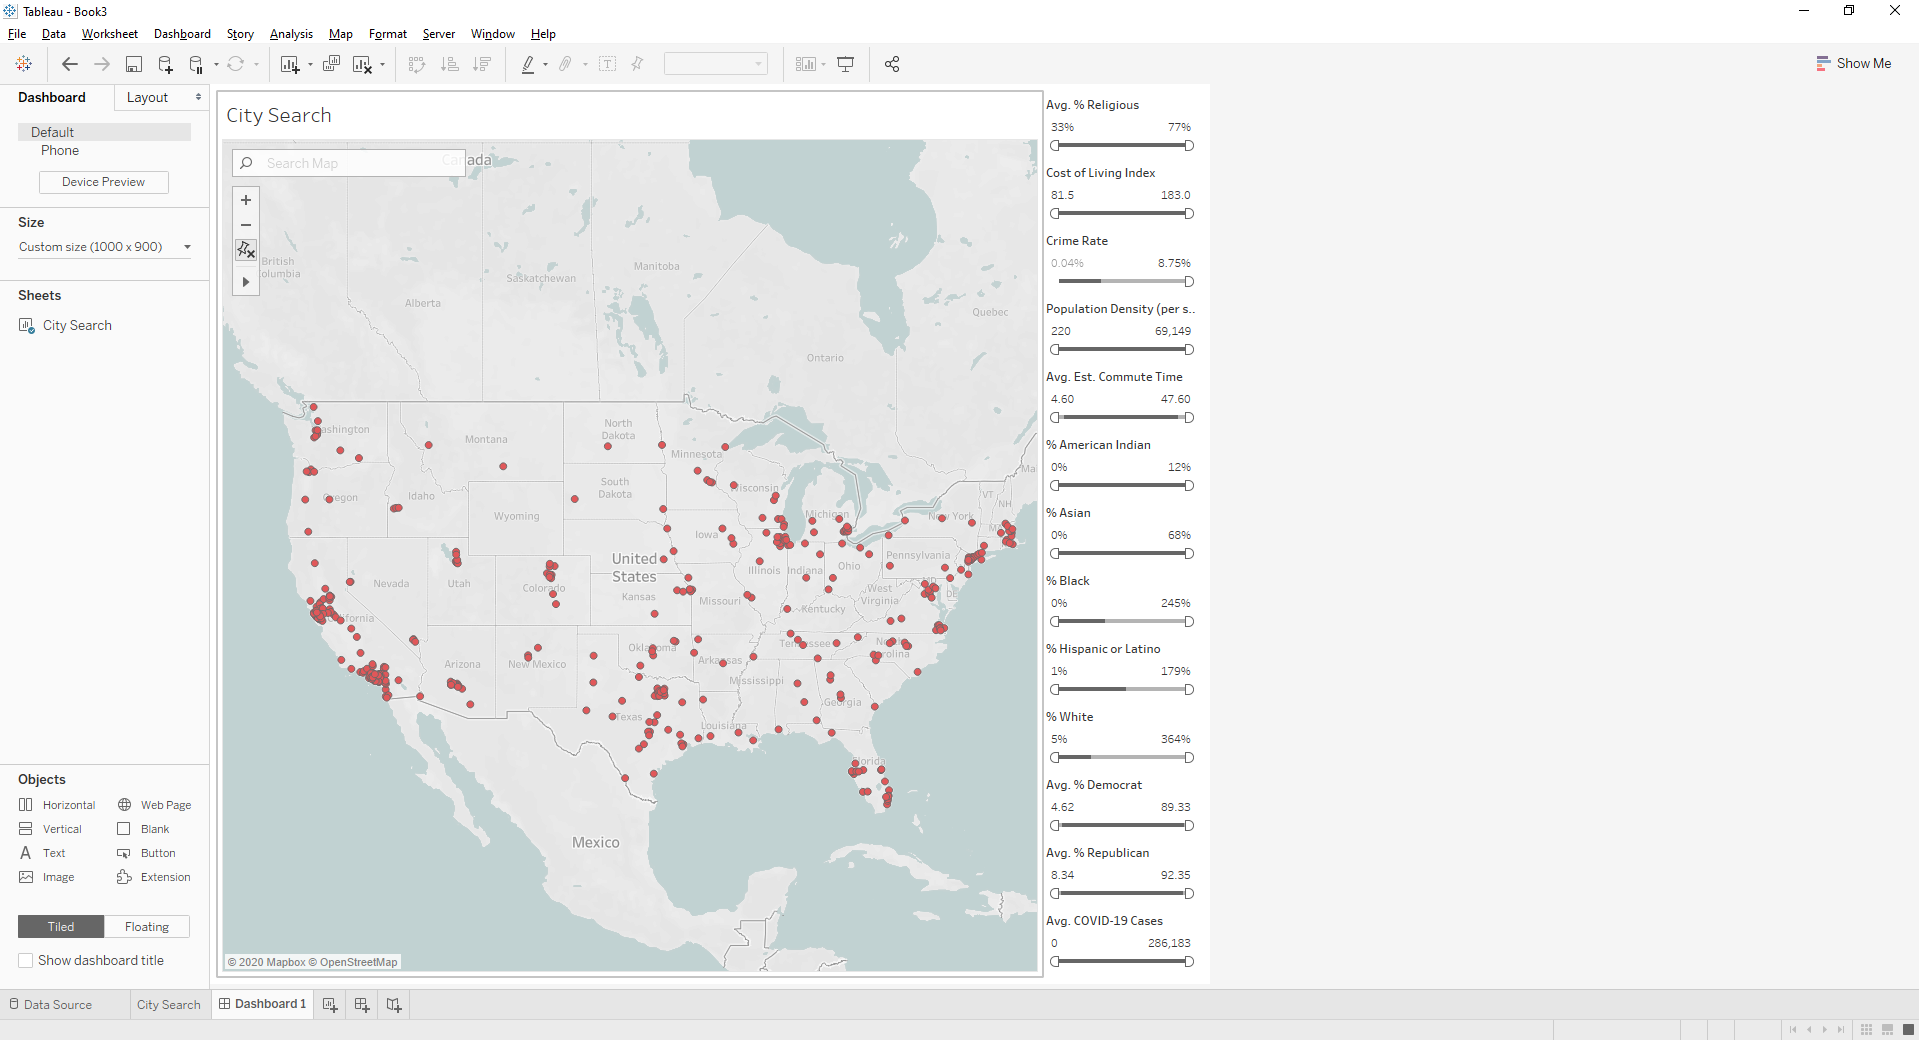 Tableau - Book3
File Data Worksheet Dashboard Story Analysis Map Format Server Window Help
Show Me
Dashboard Layout
Default
Phone
Device Preview
Size
Custom size (1000 x 900)
Sheets
City Search
Objects
Horizontal Web Page
Vertical Blank
Text Button
Image Extension
Tiled Floating
Show dashboard title
City Search
Search Map
Canada
British
Columbia
Alberta
Saskatchewan
Manitoba
Ontario
Quebec
Washington
Montana
North
Dakota
Minnesota
Oregon
Idaho
South
Dakota
Wisconsin
Michigan
VT
NH
New York
Wyoming
Iowa
Nevada
Utah
Colorado
United
States
Kansas
Illinois
Indiana
Ohio
Pennsylvania
MD
DE
West
Virginia
Missouri
Kentucky
California
Arizona
New Mexico
Oklahoma
Arkansas
Tennessee
North
Carolina
Mississippi
Georgia
Texas
Louisiana
Florida
Mexico
© 2020 Mapbox © OpenStreetMap
Avg. % Religious
33% 77%
Cost of Living Index
81.5 183.0
Crime Rate
0.04% 8.75%
Population Density (per s..
220 69,149
Avg. Est. Commute Time
4.60 47.60
% American Indian
0% 12%
% Asian
0% 68%
% Black
0% 245%
% Hispanic or Latino
1% 179%
% White
5% 364%
Avg. % Democrat
4.62 89.33
Avg. % Republican
8.34 92.35
Avg. COVID-19 Cases
0 286,183
Data Source City Search Dashboard 1